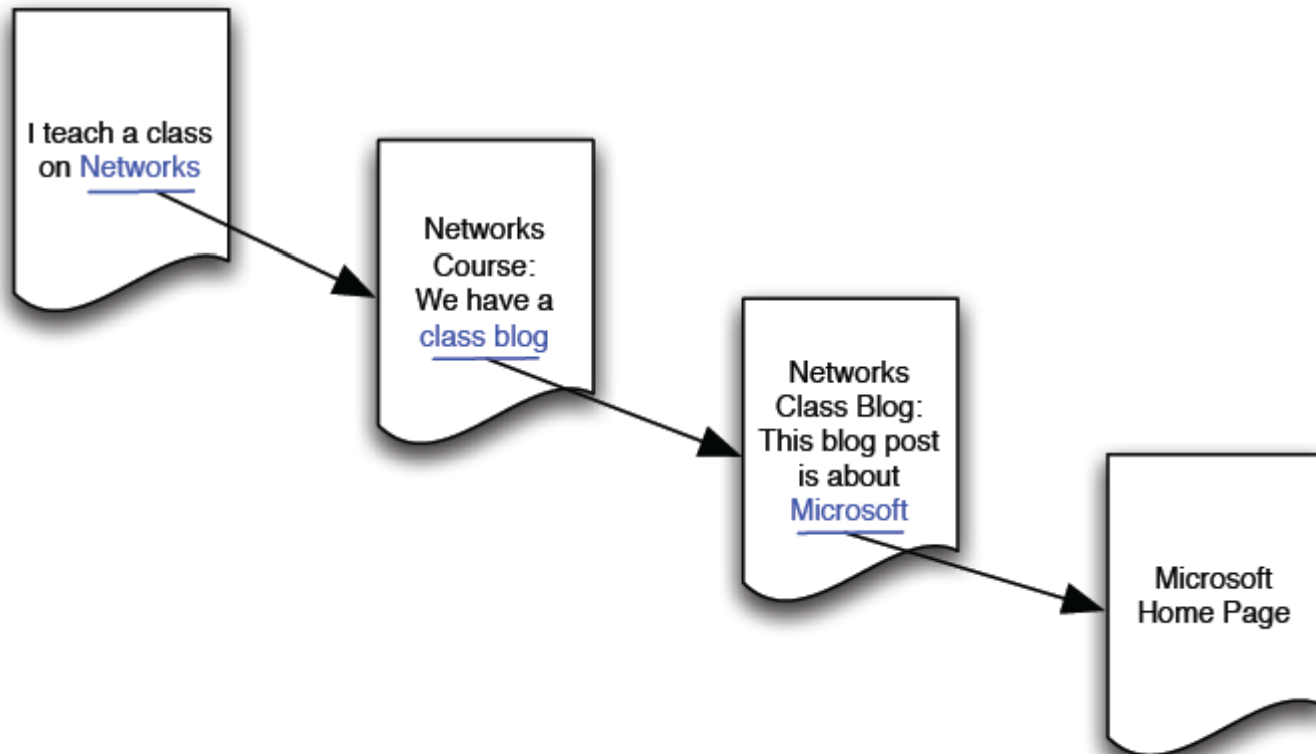 I teach a class
on Networks
Networks
Course:
We have a
class blog
Networks
Class Blog:
This blog post
is about
Microsoft
Microsoft
Home Page